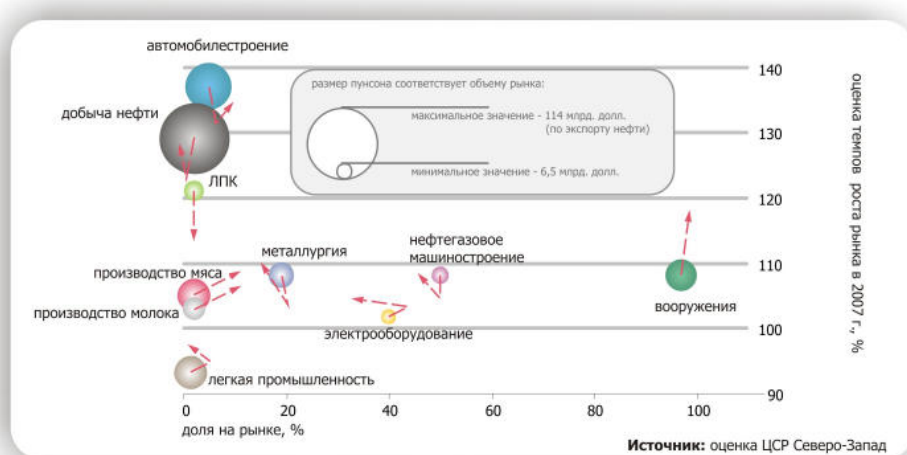 автомобилестроение
140
размер пунсона соответствует объему рынка:
добыча нефти
максимальное значение - 114 млрд. долл.
(по экспорту нефти)
130
минимальное значение - 6,5 млрд. долл.
ЛПК
120
металлургия
нефтегазовое
машиностроение
производство мяса
110
производство молока
вооружения
электрооборудование
100
легкая промышленность
90
0 20 40 60 80 100
доля на рынке, %
оценка темпов роста рынка в 2007 г., %
Источник: оценка ЦСР Северо-Запад